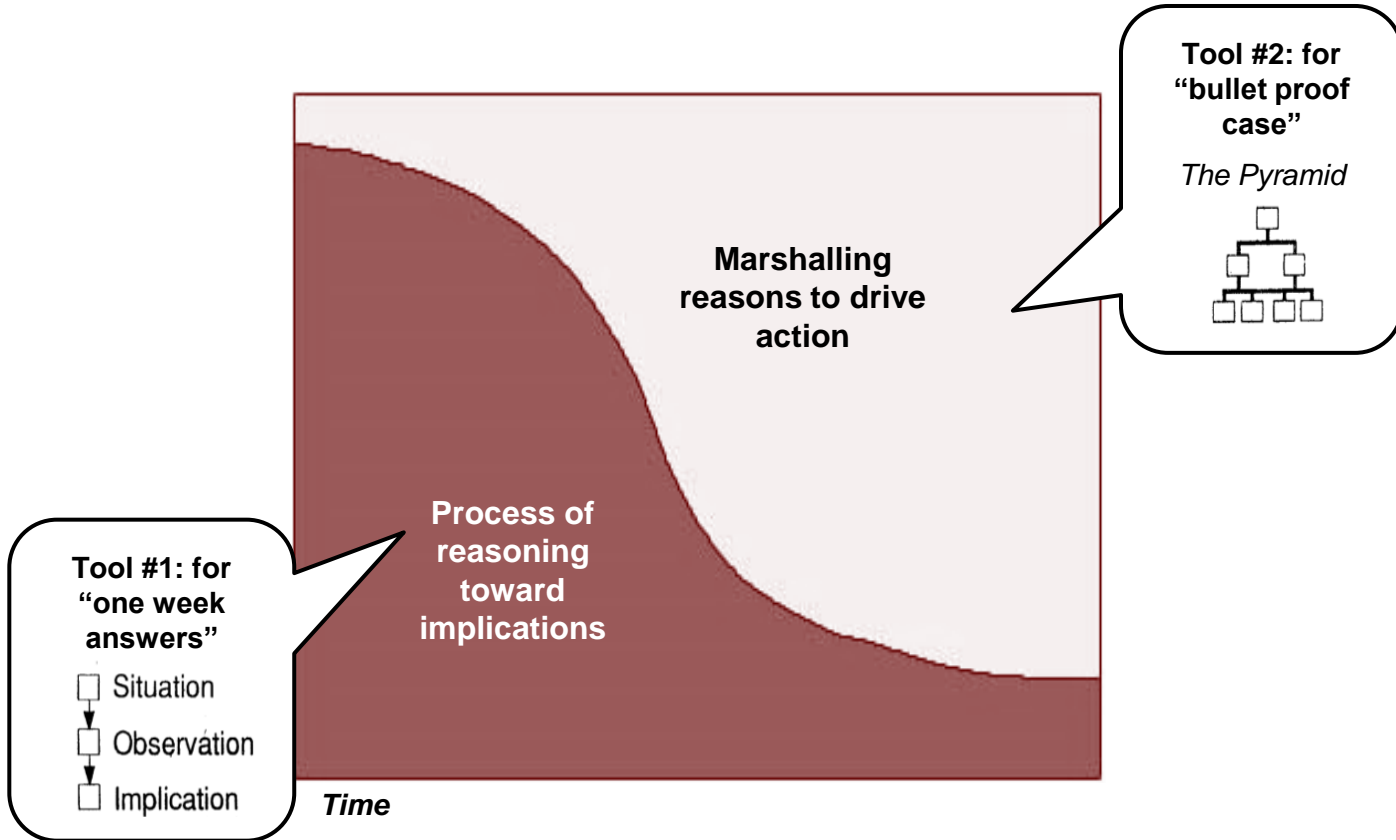 Tool #2: for
“bullet proof
case”
The Pyramid
Marshalling
reasons to drive
action
Process of
reasoning
toward
implications
Tool #1: for
“one week
answers”
Situation
Observation
Implication
Time